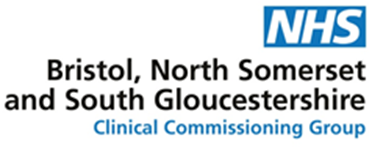 NHS
Bristol, North Somerset
and South Gloucestershire
Clinical Commissioning Group